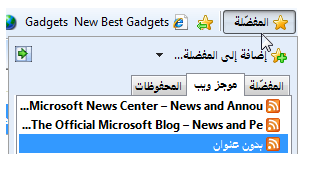 المفضلة Gadgets New Best Gadgets
إضافة إلى المفضلة...
المفضلة موجز ويب المحفوظات
Microsoft News Center – News and Annou...
The Official Microsoft Blog – News and Pe...
بدون عنوان